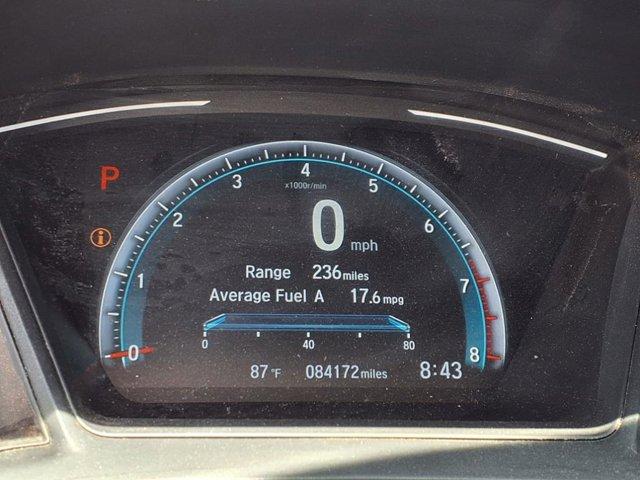 4
3
5
x1000r/min
P
2
6
0 mph
i
Range 236 miles
1
7
Average Fuel A 17.6 mpg
0
8
0 40 80
87 °F 084172 miles 8:43